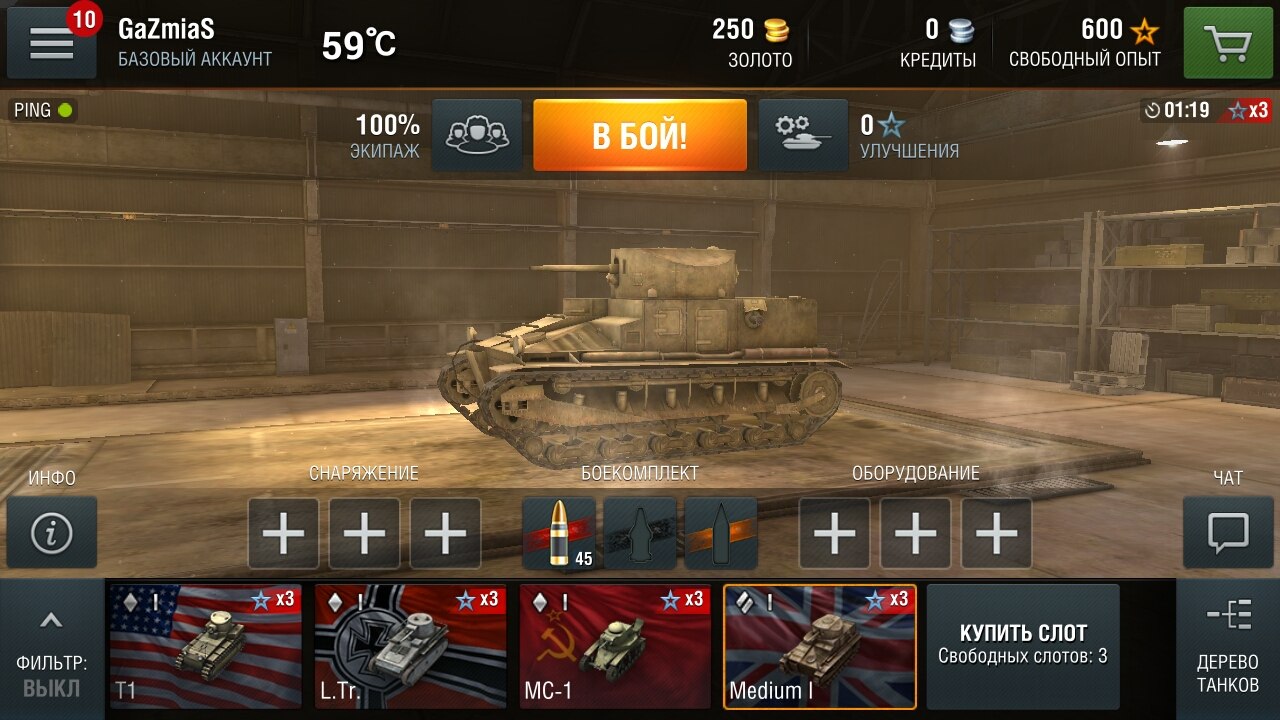 10
GaZmiaS
БАЗОВЫЙ АККАУНТ
59°C
250
ЗОЛОТО
0
КРЕДИТЫ
600
СВОБОДНЫЙ ОПЫТ
PING
100%
ЭКИПАЖ
В БОЙ!
0
УЛУЧШЕНИЯ
01:19
x3
ИНФО
СНАРЯЖЕНИЕ
БОЕКОМПЛЕКТ
ОБОРУДОВАНИЕ
ЧАТ
45
ФИЛЬТР:
ВЫКЛ
I
x3
T1
I
x3
L.Tr.
I
x3
МС-1
I
x3
Medium I
КУПИТЬ СЛОТ
Свободных слотов: 3
ДЕРЕВО
ТАНКОВ